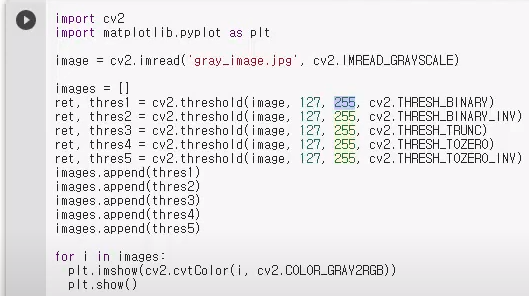 import cv2
import matplotlib.pyplot as plt
image = cv2.imread('gray_image.jpg', cv2.IMREAD_GRAYSCALE)
images = []
ret, thres1 = cv2.threshold(image, 127, 255, cv2.THRESH_BINARY)
ret, thres2 = cv2.threshold(image, 127, 255, cv2.THRESH_BINARY_INV)
ret, thres3 = cv2.threshold(image, 127, 255, cv2.THRESH_TRUNC)
ret, thres4 = cv2.threshold(image, 127, 255, cv2.THRESH_TOZERO)
ret, thres5 = cv2.threshold(image, 127, 255, cv2.THRESH_TOZERO_INV)
images.append(thres1)
images.append(thres2)
images.append(thres3)
images.append(thres4)
images.append(thres5)
for i in images:
  plt.imshow(cv2.cvtColor(i, cv2.COLOR_GRAY2RGB))
  plt.show()